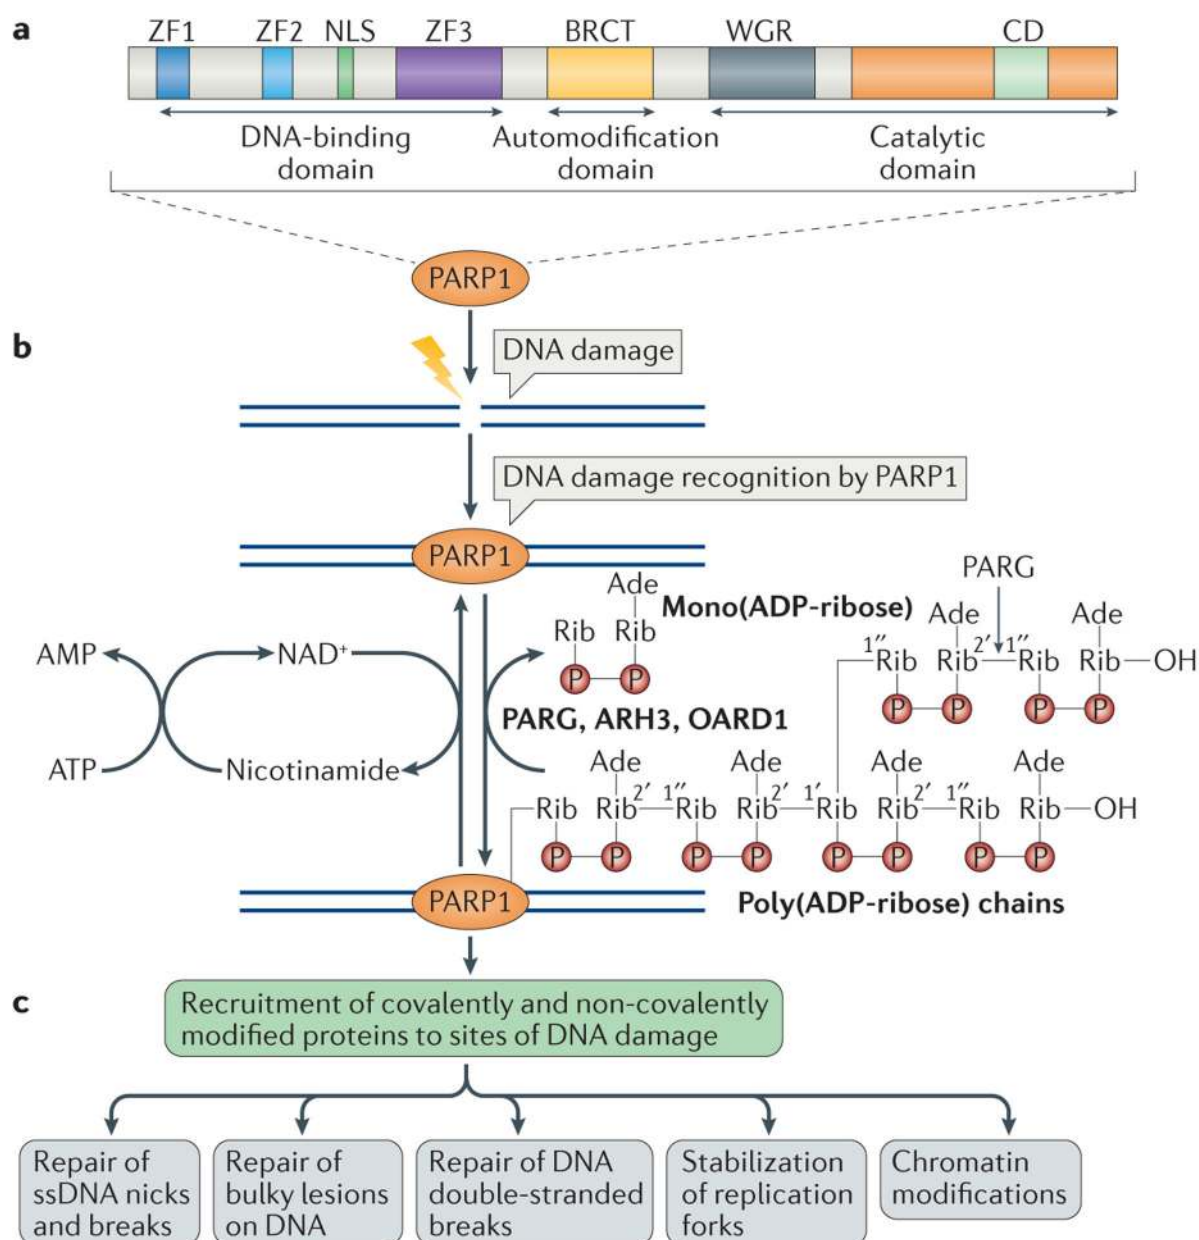 a
ZF1 ZF2 NLS ZF3 BRCT WGR CD
DNA-binding domain
Automodification domain
Catalytic domain
PARP1
b
DNA damage
DNA damage recognition by PARP1
PARP1
AMP
NAD⁺
ATP
Nicotinamide
Ade
Rib Rib
P P
Mono(ADP-ribose)
PARG, ARH3, OARD1
PARG
Ade Ade
1″ Rib Rib 2′ 1″ Rib Rib OH
P P P P
Ade Ade Ade Ade
Rib Rib 2′ 1″ Rib Rib 2′ 1′ Rib Rib 2′ 1″ Rib Rib OH
P P P P P P P P
PARP1
Poly(ADP-ribose) chains
c
Recruitment of covalently and non-covalently
modified proteins to sites of DNA damage
Repair of
ssDNA nicks
and breaks
Repair of
bulky lesions
on DNA
Repair of DNA
double-stranded
breaks
Stabilization
of replication
forks
Chromatin
modifications